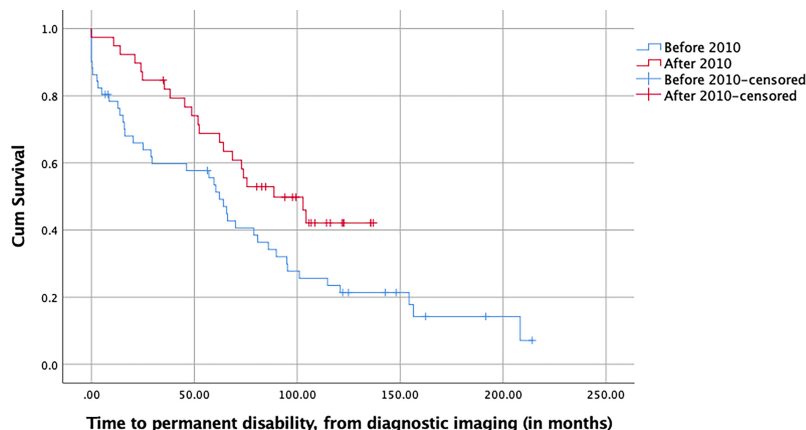 1.0
0.8
0.6
0.4
0.2
0.0
Cum Survival
.00
50.00
100.00
150.00
200.00
250.00
Time to permanent disability, from diagnostic imaging (in months)
Before 2010
After 2010
Before 2010-censored
After 2010-censored